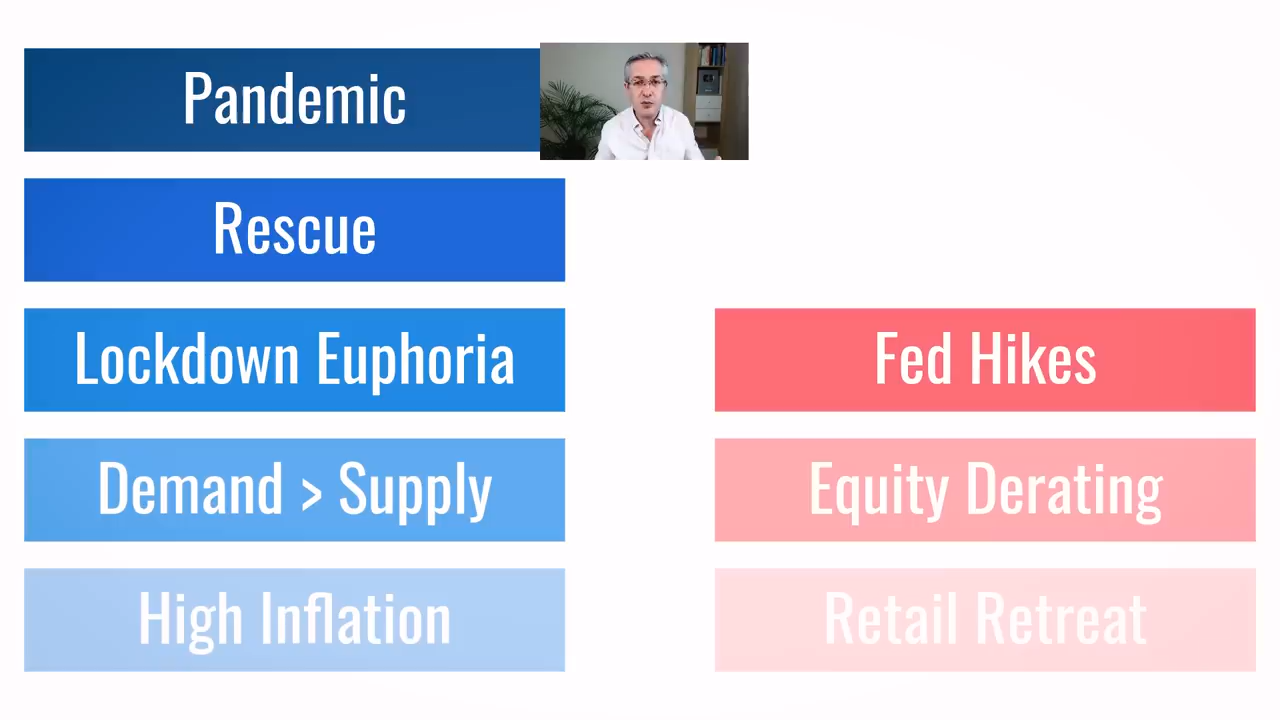 Pandemic
Rescue
Lockdown Euphoria
Demand > Supply
High Inflation
Fed Hikes
Equity Derating
Retail Retreat